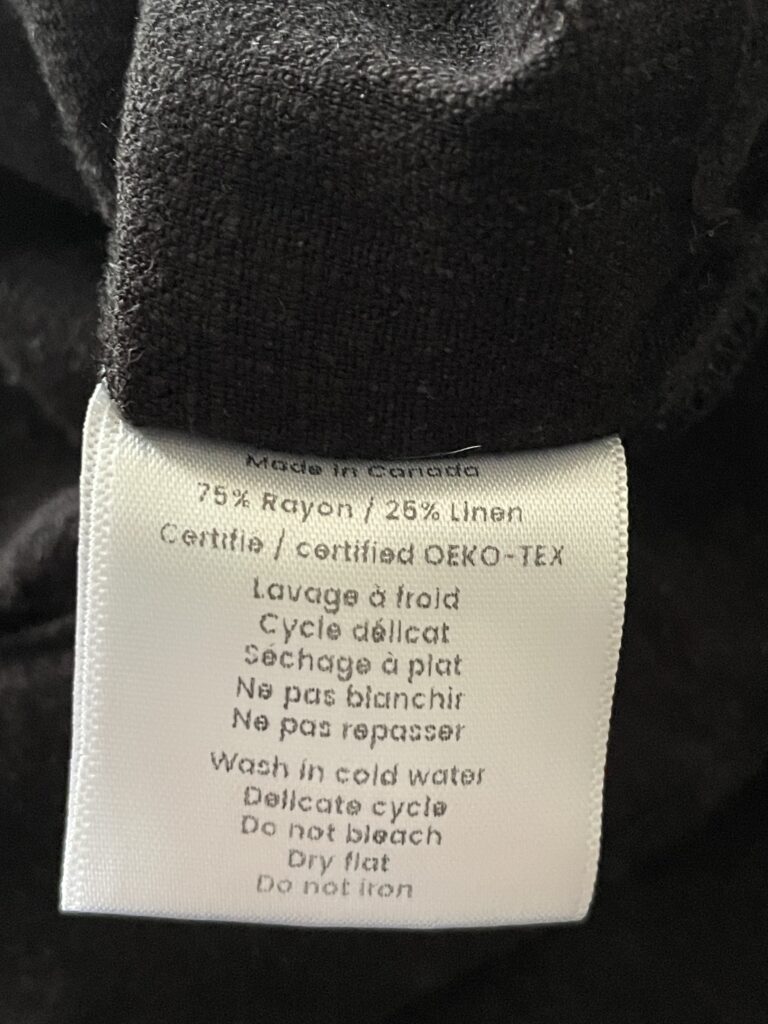 Made in Canada
75% Rayon / 25% Linen
Certifie / certified OEKO-TEX
Lavage à froid
Cycle délicat
Séchage à plat
Ne pas blanchir
Ne pas repasser
Wash in cold water
Delicate cycle
Do not bleach
Dry flat
Do not iron